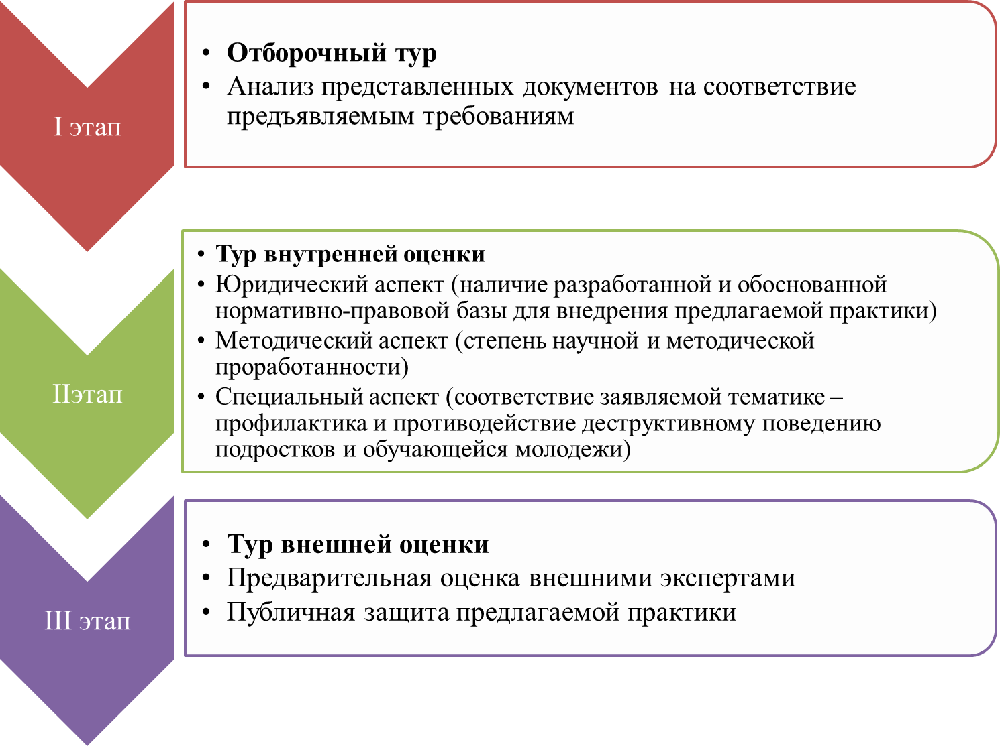 I этап
• Отборочный тур
• Анализ представленных документов на соответствие
предъявляемым требованиям
IIэтап
• Тур внутренней оценки
• Юридический аспект (наличие разработанной и обоснованной
нормативно-правовой базы для внедрения предлагаемой практики)
• Методический аспект (степень научной и методической
проработанности)
• Специальный аспект (соответствие заявляемой тематике –
профилактика и противодействие деструктивному поведению
подростков и обучающейся молодежи)
III этап
• Тур внешней оценки
• Предварительная оценка внешними экспертами
• Публичная защита предлагаемой практики